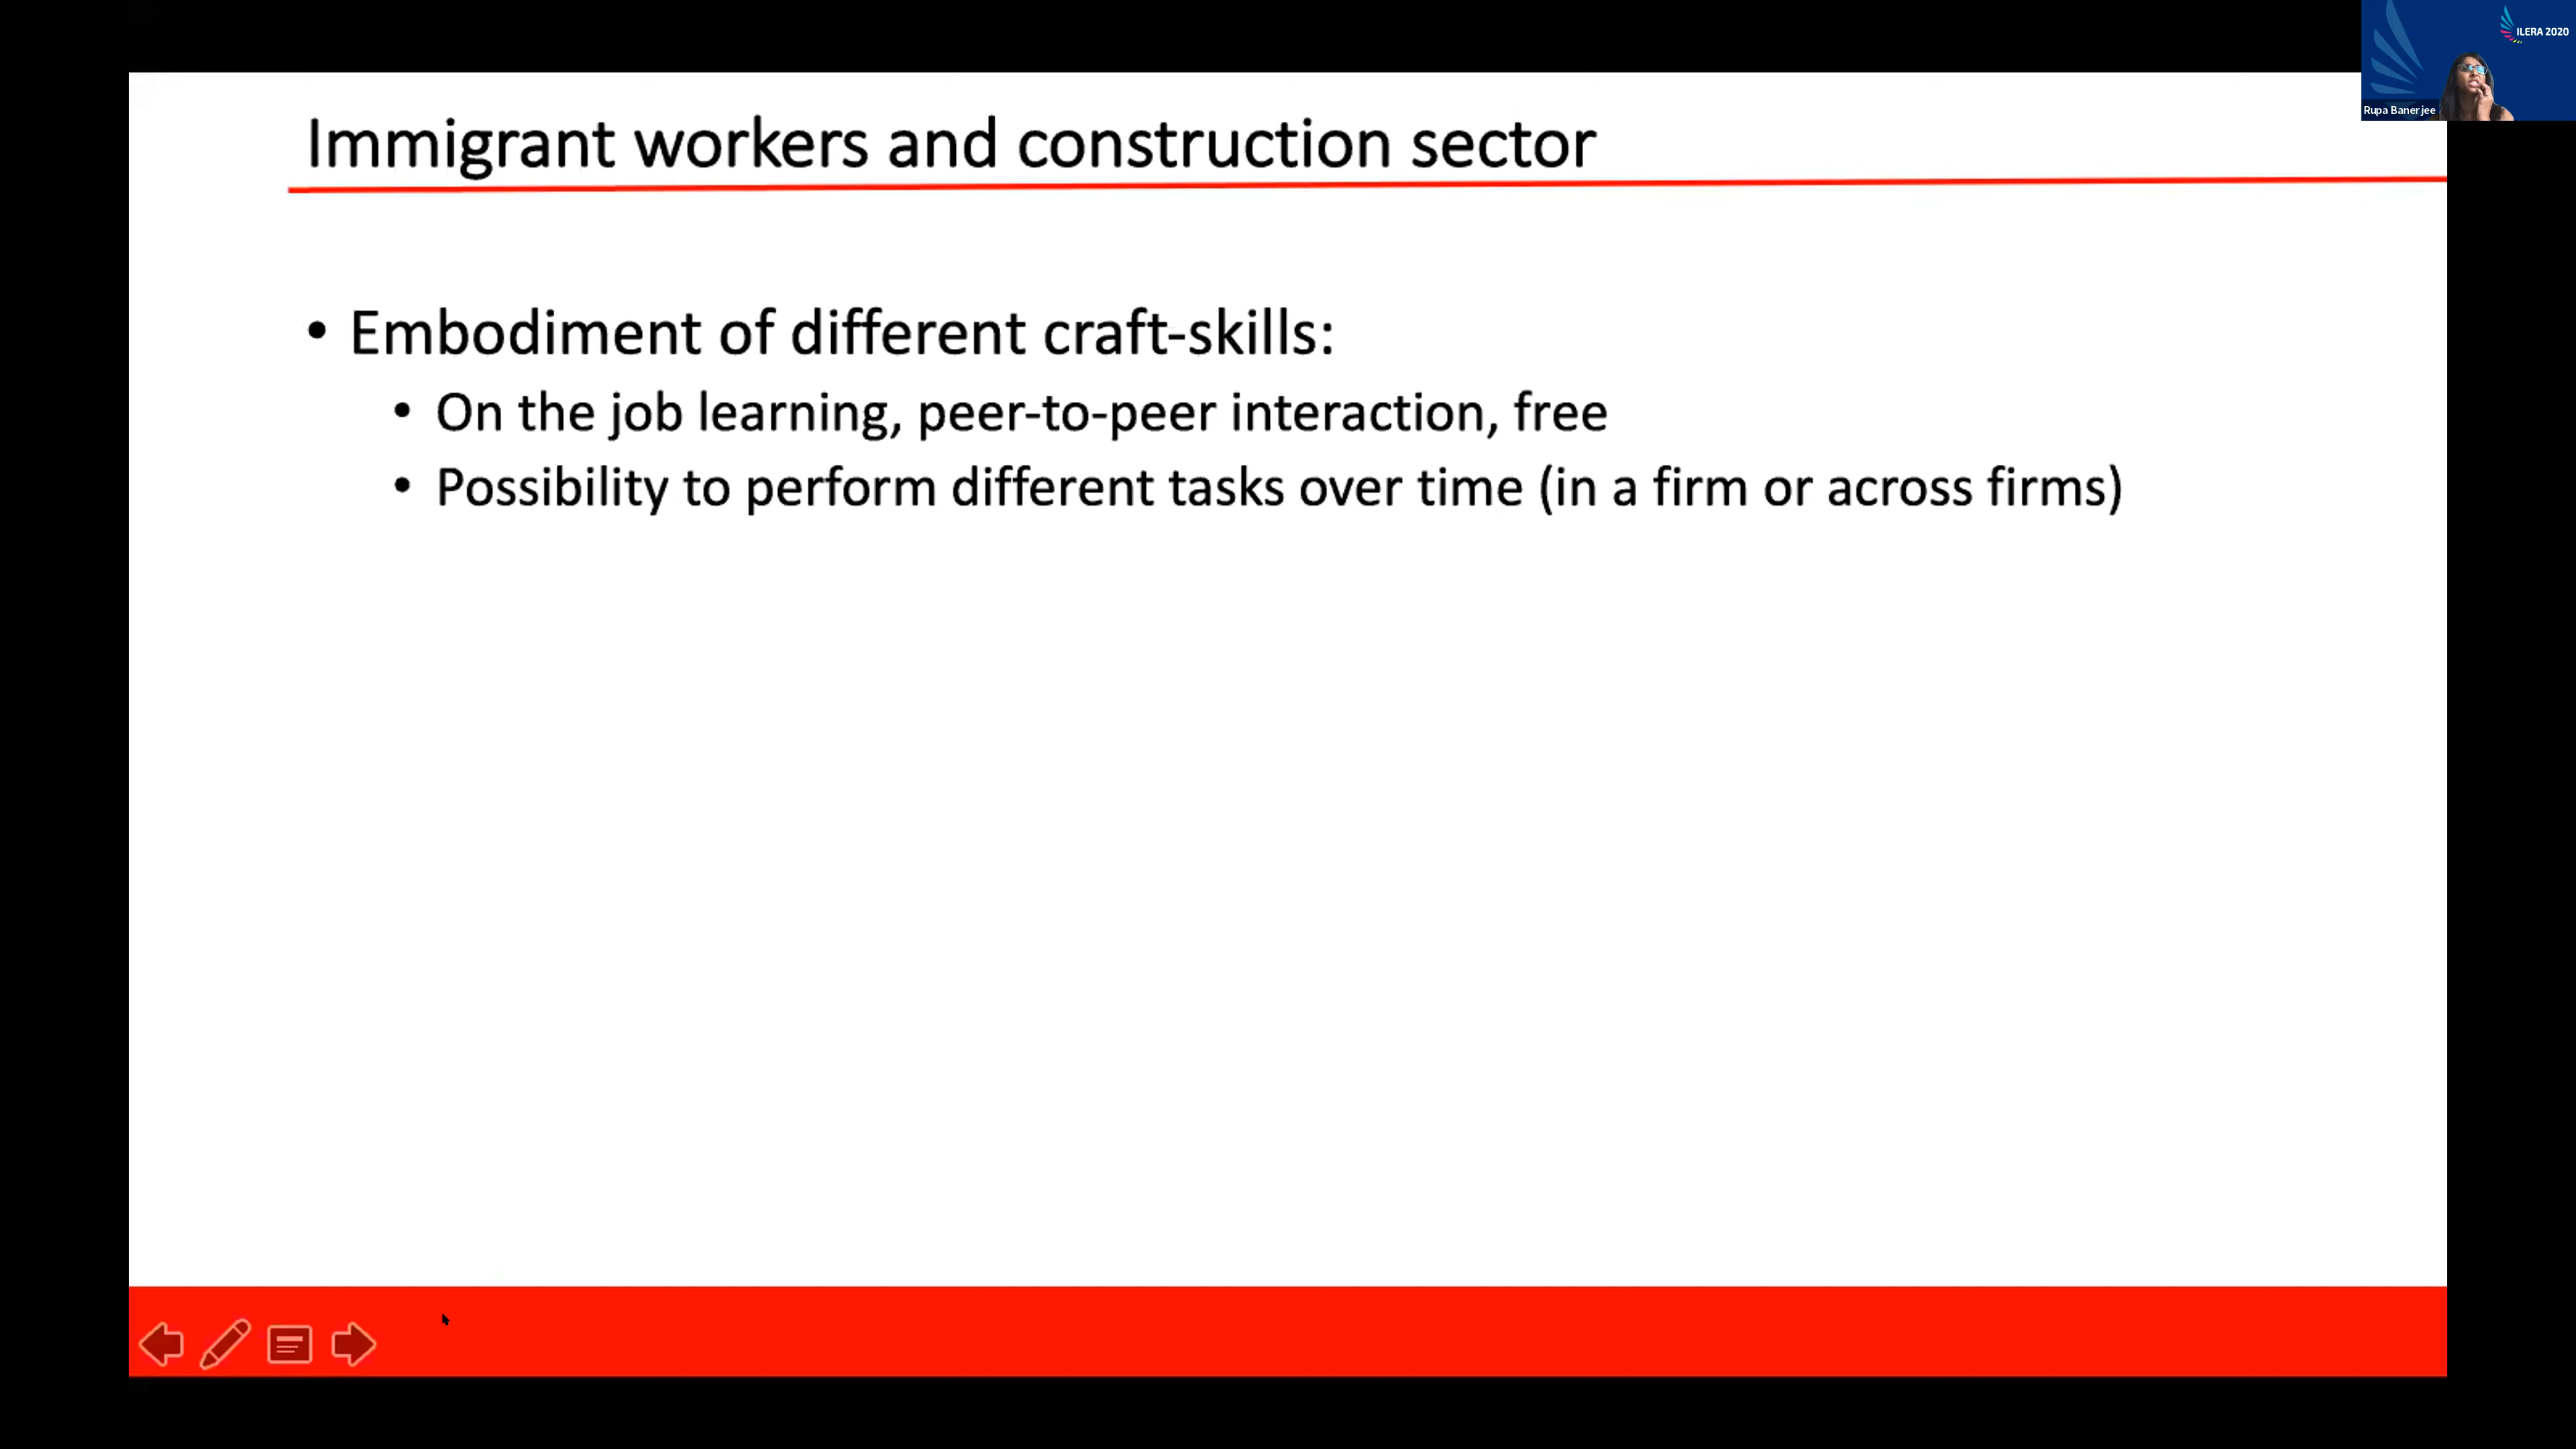 ILERA 2020
Rupa Banerjee
Immigrant workers and construction sector
• Embodiment of different craft-skills:
• On the job learning, peer-to-peer interaction, free
• Possibility to perform different tasks over time (in a firm or across firms)